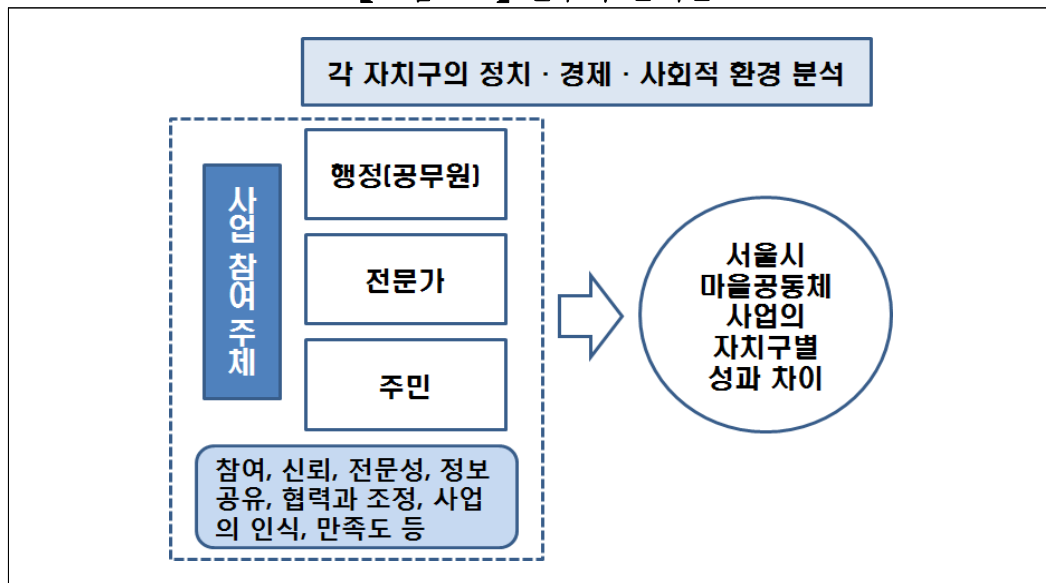 각 자치구의 정치 · 경제 · 사회적 환경 분석
사업 참여 주체
행정(공무원)
전문가
주민
참여, 신뢰, 전문성, 정보
공유, 협력과 조정, 사업
의 인식, 만족도 등
서울시
마을공동체
사업의
자치구별
성과 차이